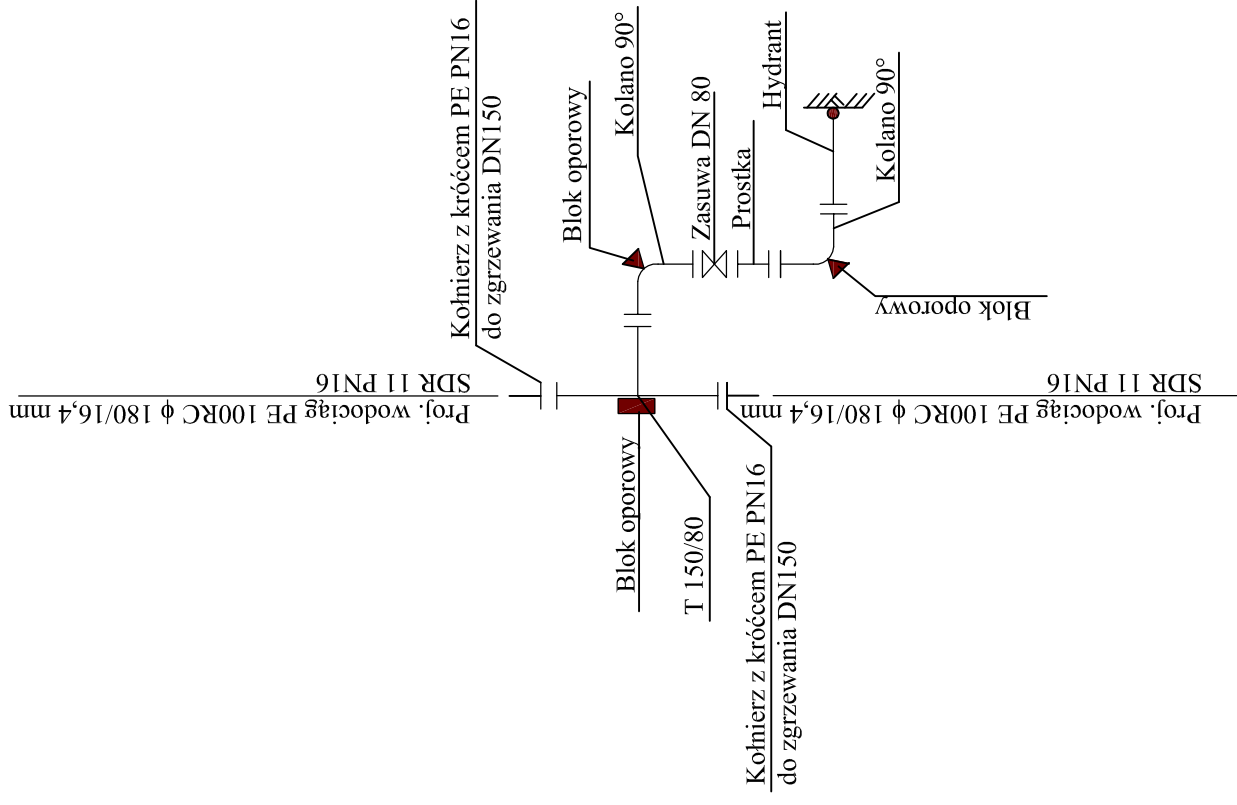 Kołnierz z króćcem PE PN16
do zgrzewania DN150
Blok oporowy
Kolano 90°
Zasuwa DN 80
Prostka
Hydrant
Kolano 90°
Blok oporowy
Proj. wodociąg PE 100RC ϕ 180/16,4 mm
SDR 11 PN16
Proj. wodociąg PE 100RC ϕ 180/16,4 mm
SDR 11 PN16
Blok oporowy
T 150/80
Kołnierz z króćcem PE PN16
do zgrzewania DN150